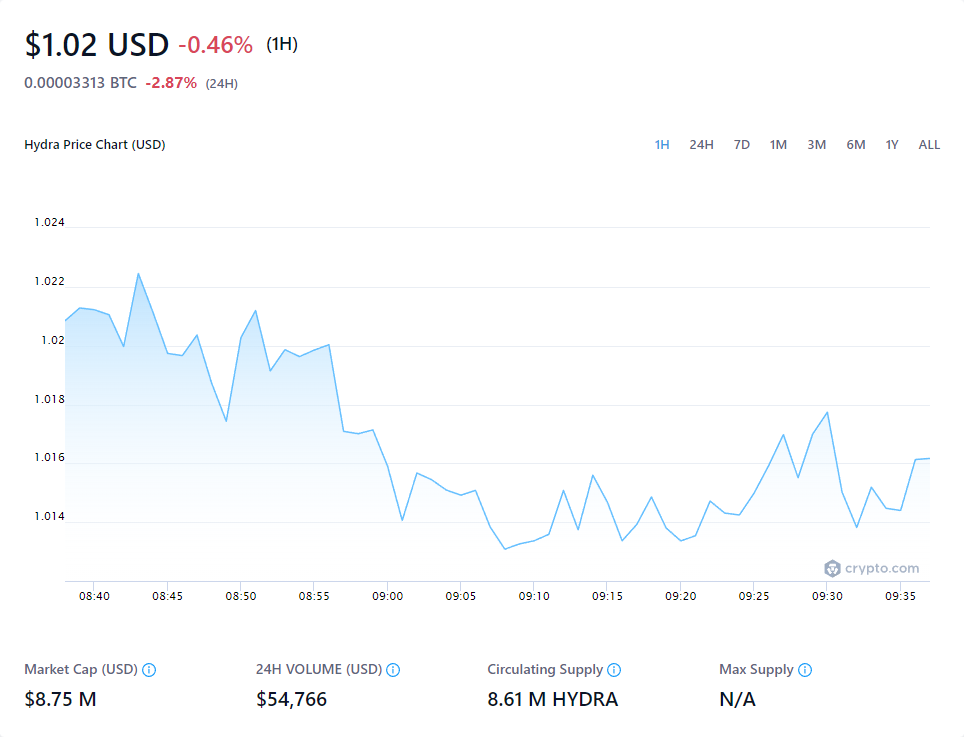 $1.02 USD -0.46% (1H)
0.00003313 BTC -2.87% (24H)
Hydra Price Chart (USD) 1H 24H 7D 1M 3M 6M 1Y ALL
1.024
1.022
1.02
1.018
1.016
1.014
crypto.com
08:40 08:45 08:50 08:55 09:00 09:05 09:10 09:15 09:20 09:25 09:30 09:35
Market Cap (USD) 24H VOLUME (USD) Circulating Supply Max Supply
$8.75 M $54,766 8.61 M HYDRA N/A